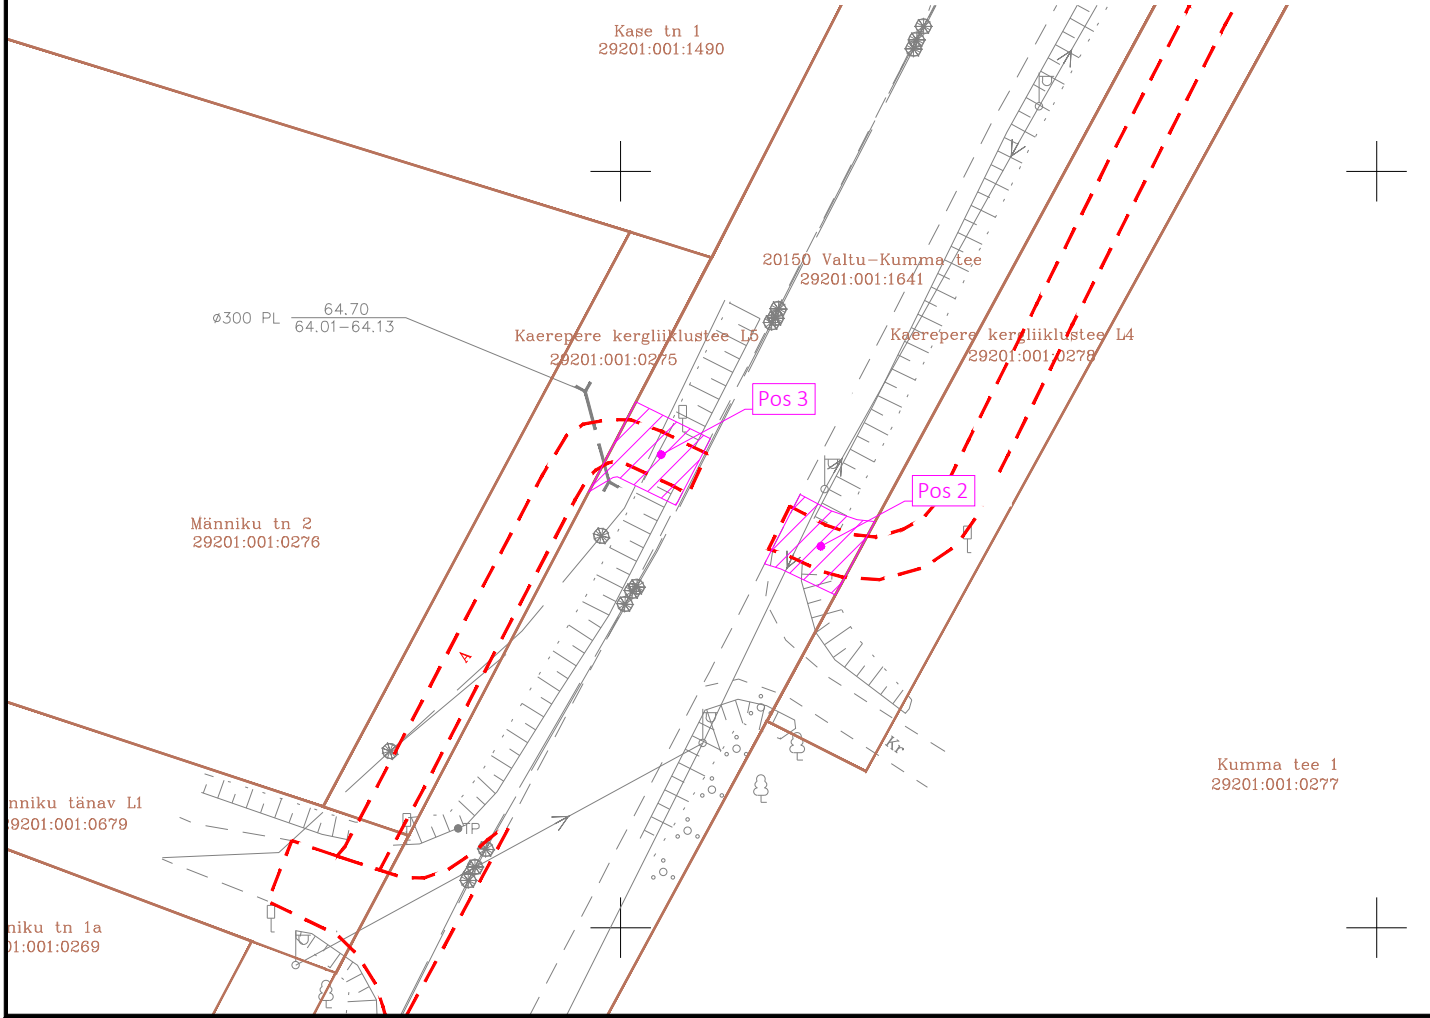 Kase tn 1
29201:001:1490
20150 Valtu-Kumma tee
29201:001:1641
ø300 PL 64.70
64.01-64.13
Kaerepere kergliiklustee L5
29201:001:0275
Kaerepere kergliiklustee L4
29201:001:0278
Pos 3
Pos 2
Männiku tn 2
29201:001:0276
A
Kr
Kumma tee 1
29201:001:0277
nniku tänav L1
29201:001:0679
TP
niku tn 1a
01:001:0269